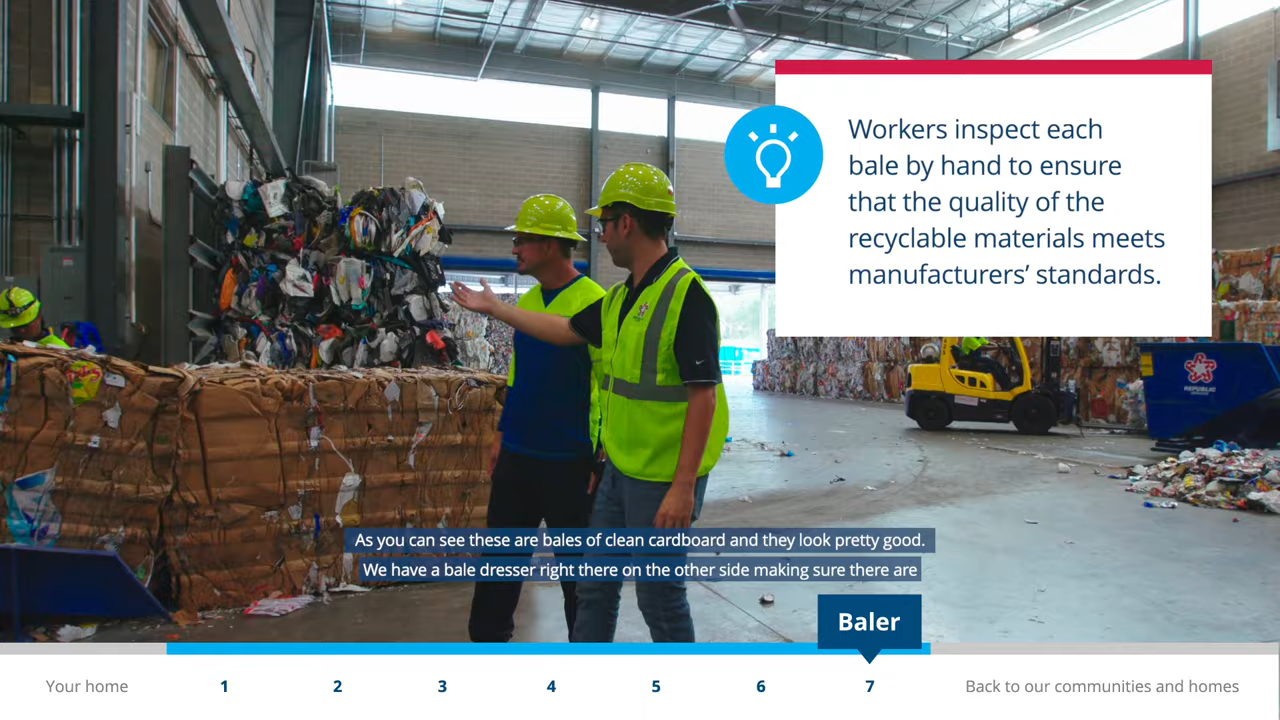 Workers inspect each
bale by hand to ensure
that the quality of the
recyclable materials meets
manufacturers’ standards.
REPUBLIC
As you can see these are bales of clean cardboard and they look pretty good.
We have a bale dresser right there on the other side making sure there are
Baler
Your home 1 2 3 4 5 6 7 Back to our communities and homes